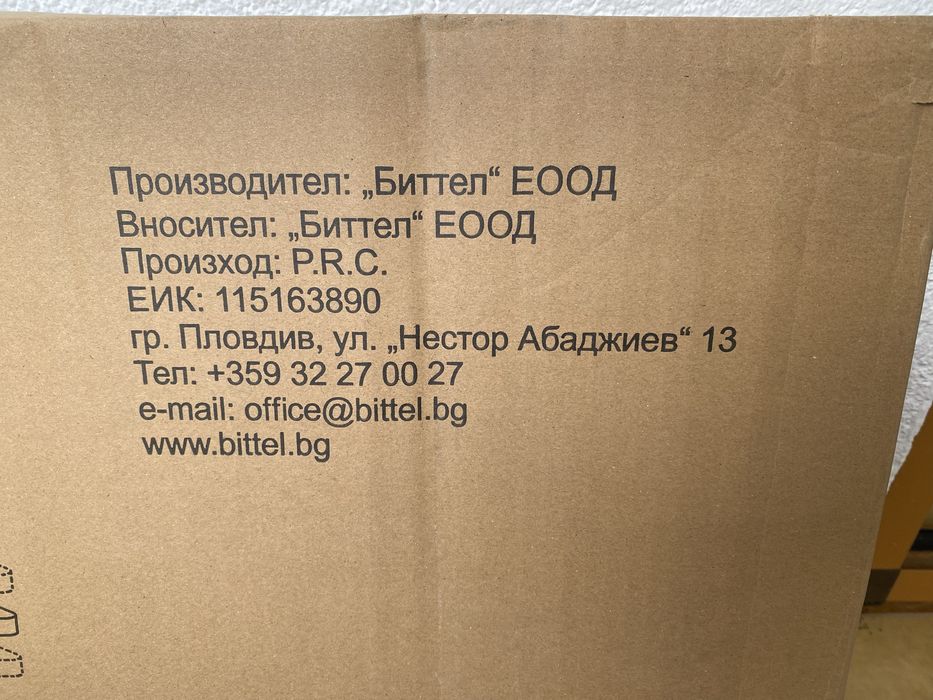 Производител: „Биттел“ ЕООД
Вносител: „Биттел“ ЕООД
Произход: P.R.C.
ЕИК: 115163890
гр. Пловдив, ул. „Нестор Абаджиев“ 13
Тел: +359 32 27 00 27
e-mail: office@bittel.bg
www.bittel.bg